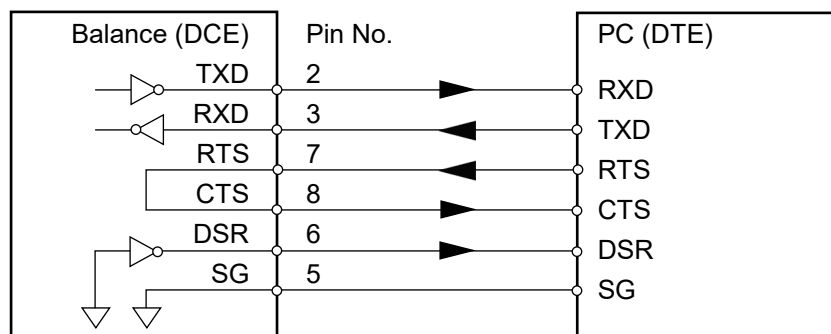 Balance (DCE) Pin No. PC (DTE)
TXD 2 RXD
RXD 3 TXD
RTS 7 RTS
CTS 8 CTS
DSR 6 DSR
SG 5 SG